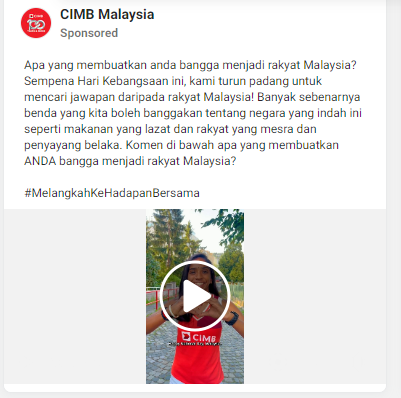 CIMB Malaysia
Sponsored
Apa yang membuatkan anda bangga menjadi rakyat Malaysia?
Sempena Hari Kebangsaan ini, kami turun padang untuk
mencari jawapan daripada rakyat Malaysia! Banyak sebenarnya
benda yang kita boleh banggakan tentang negara yang indah ini
seperti makanan yang lazat dan rakyat yang mesra dan
penyayang belaka. Komen di bawah apa yang membuatkan
ANDA bangga menjadi rakyat Malaysia?
#MelangkahKeHadapanBersama
CIMB